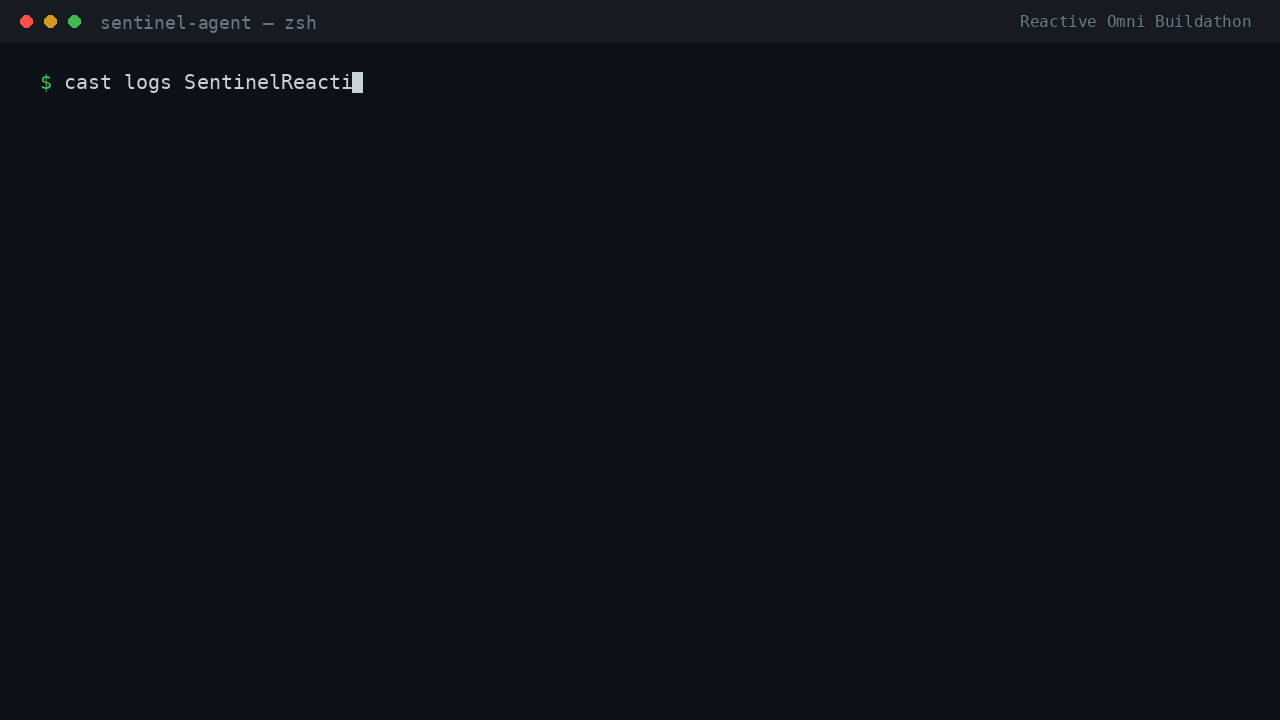 sentinel-agent — zsh
Reactive Omni Buildathon
$ cast logs SentinelReacti